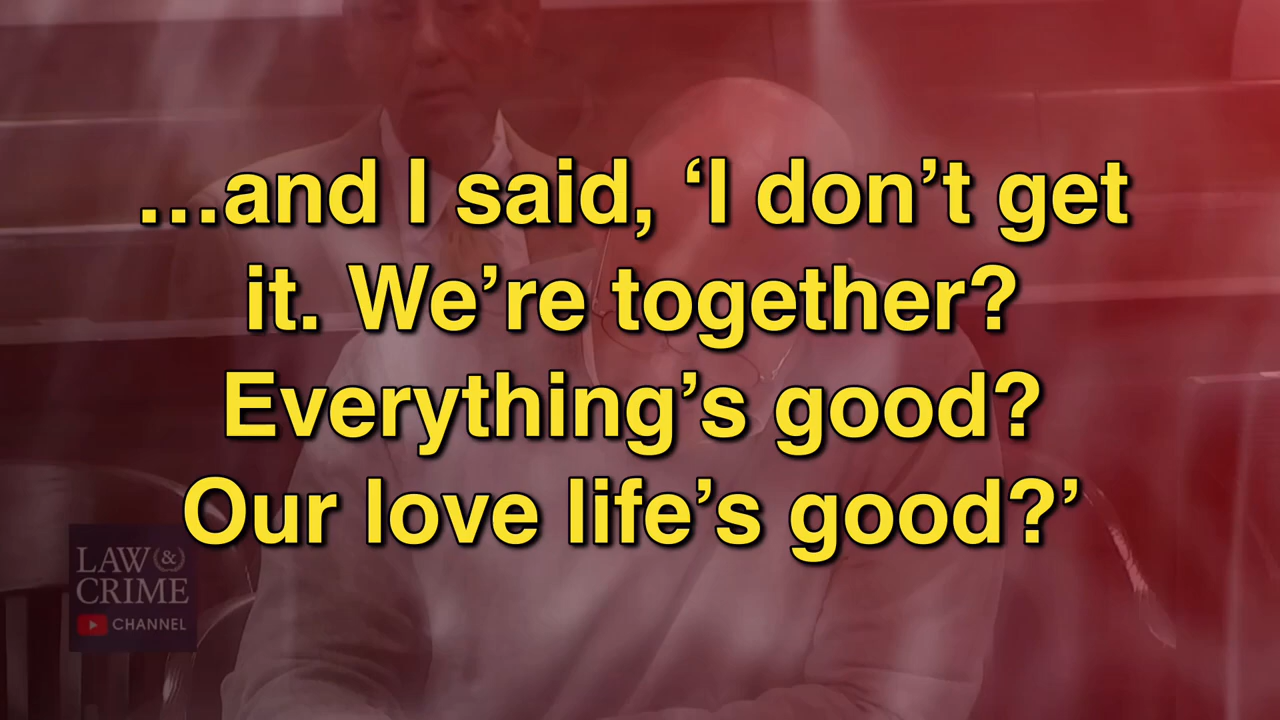 …and I said, ‘I don’t get
it. We’re together?
Everything’s good?
Our love life’s good?’
LAW &
CRIME
CHANNEL